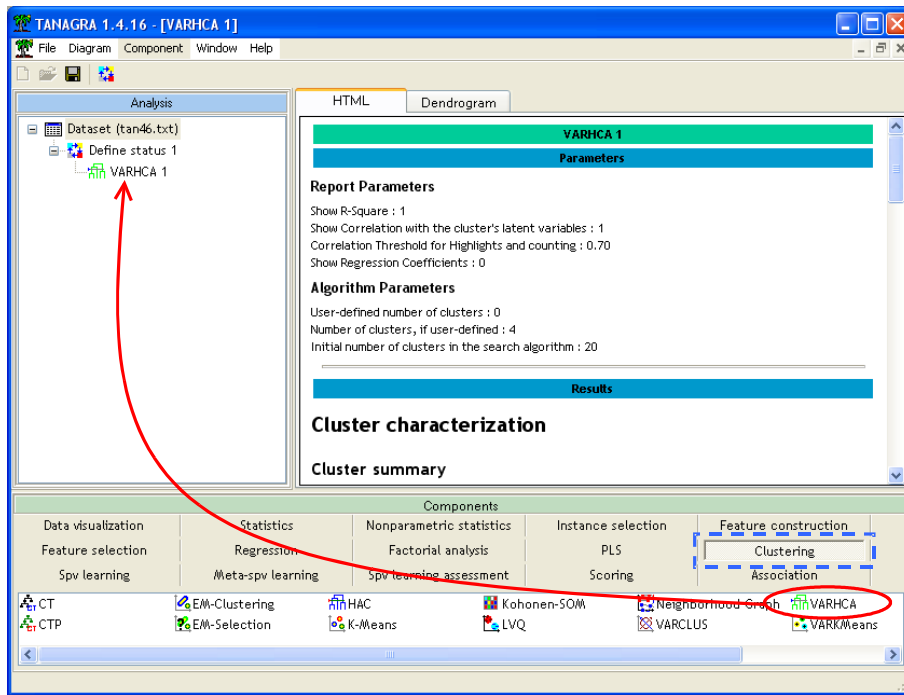 TANAGRA 1.4.16 - [VARHCA 1]
File Diagram Component Window Help
Analysis
Dataset (tan46.txt)
Define status 1
VARHCA 1
HTML Dendrogram
VARHCA 1
Parameters
Report Parameters
Show R-Square : 1
Show Correlation with the cluster's latent variables : 1
Correlation Threshold for Highlights and counting : 0.70
Show Regression Coefficients : 0
Algorithm Parameters
User-defined number of clusters : 0
Number of clusters, if user-defined : 4
Initial number of clusters in the search algorithm : 20
Results
Cluster characterization
Cluster summary
Components
Data visualization Statistics Nonparametric statistics Instance selection Feature construction
Feature selection Regression Factorial analysis PLS Clustering
Spv learning Meta-spv learning Spv learning assessment Scoring Association
CT EM-Clustering HAC Kohonen-SOM Neighborhood Graph VARHCA
CTP EM-Selection K-Means LVQ VARCLUS VARKMeans